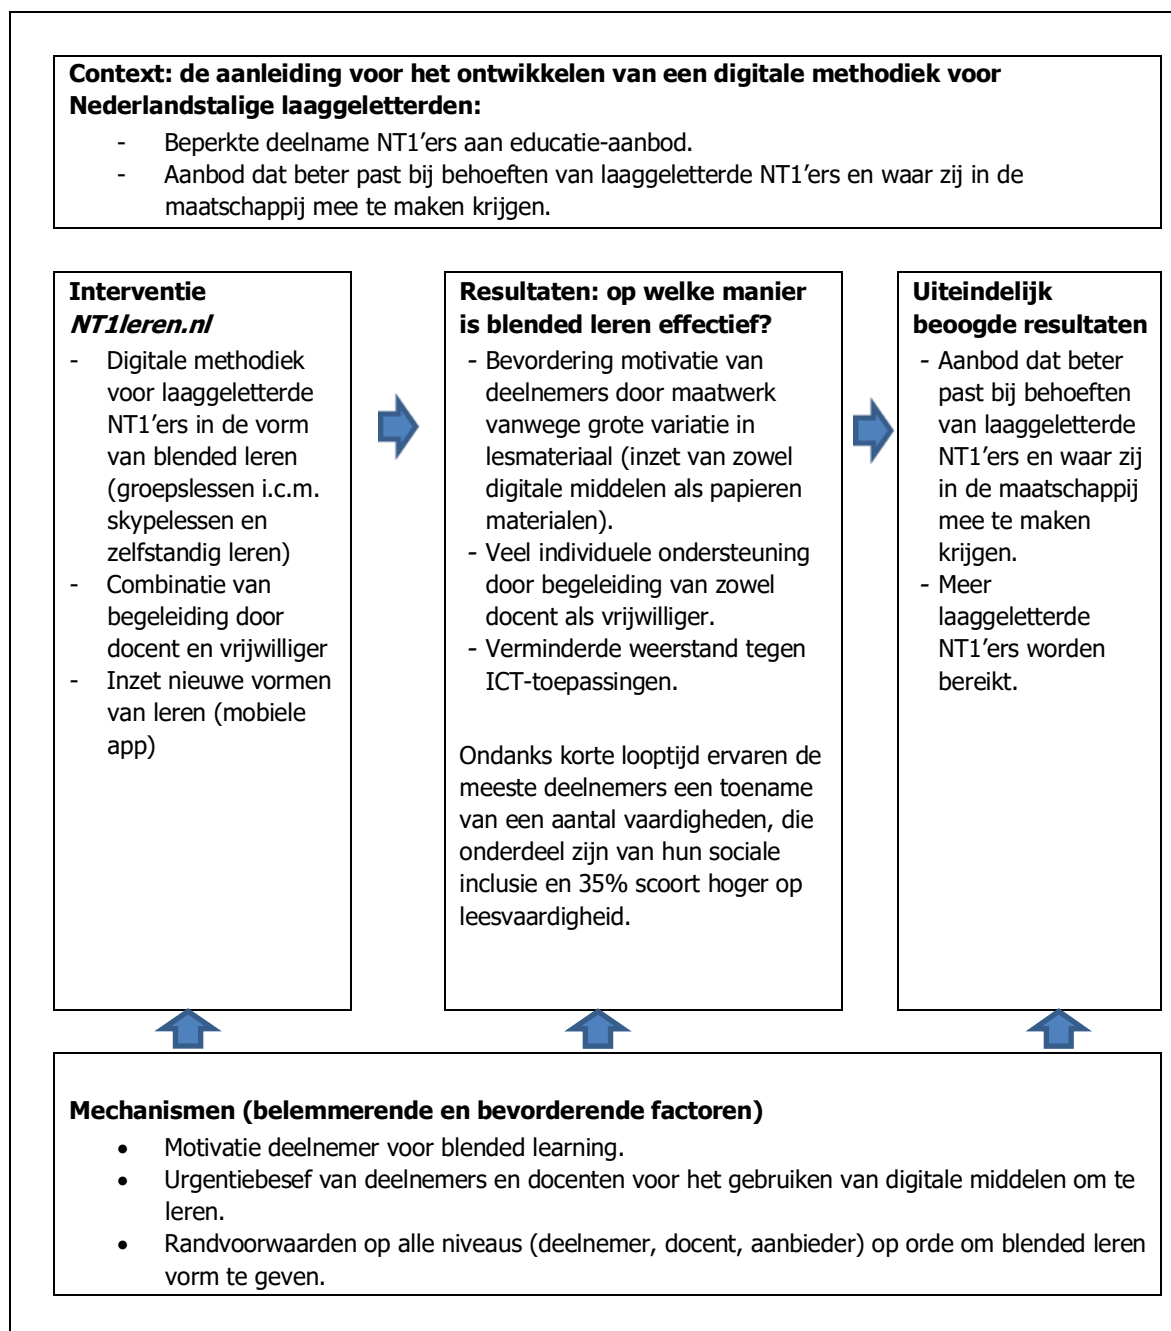 Context: de aanleiding voor het ontwikkelen van een digitale methodiek voor
Nederlandstalige laaggeletterden:
- Beperkte deelname NT1’ers aan educatie-aanbod.
- Aanbod dat beter past bij behoeften van laaggeletterde NT1’ers en waar zij in de
maatschappij mee te maken krijgen.
Interventie
NT1leren.nl
- Digitale methodiek
voor laaggeletterde
NT1’ers in de vorm
van blended leren
(groepslessen i.c.m.
skypelessen en
zelfstandig leren)
- Combinatie van
begeleiding door
docent en vrijwilliger
- Inzet nieuwe vormen
van leren (mobiele
app)
Resultaten: op welke manier
is blended leren effectief?
- Bevordering motivatie van
deelnemers door maatwerk
vanwege grote variatie in
lesmateriaal (inzet van zowel
digitale middelen als papieren
materialen).
- Veel individuele ondersteuning
door begeleiding van zowel
docent als vrijwilliger.
- Verminderde weerstand tegen
ICT-toepassingen.
Ondanks korte looptijd ervaren de
meeste deelnemers een toename
van een aantal vaardigheden, die
onderdeel zijn van hun sociale
inclusie en 35% scoort hoger op
leesvaardigheid.
Uiteindelijk
beoogde resultaten
- Aanbod dat beter
past bij behoeften
van laaggeletterde
NT1’ers en waar zij
in de maatschappij
mee te maken
krijgen.
- Meer
laaggeletterde
NT1’ers worden
bereikt.
Mechanismen (belemmerende en bevorderende factoren)
• Motivatie deelnemer voor blended learning.
• Urgentiebesef van deelnemers en docenten voor het gebruiken van digitale middelen om te
leren.
• Randvoorwaarden op alle niveaus (deelnemer, docent, aanbieder) op orde om blended leren
vorm te geven.